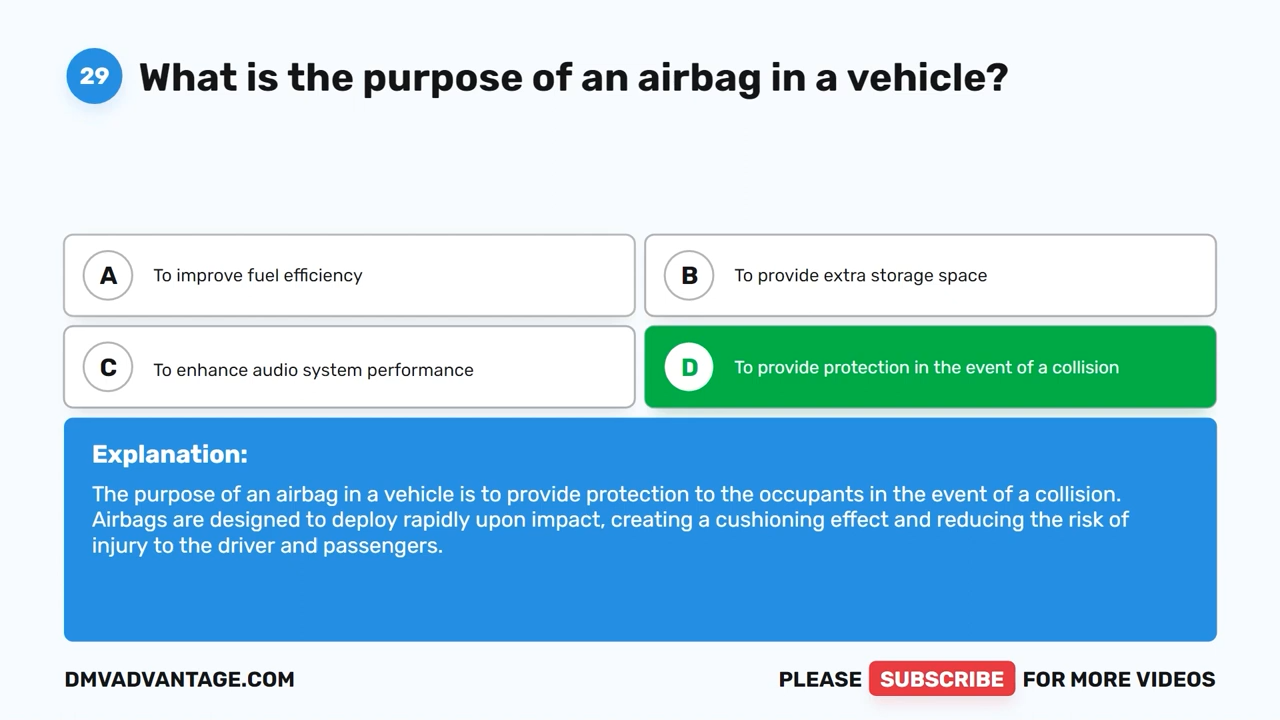 29 What is the purpose of an airbag in a vehicle?
A To improve fuel efficiency
B To provide extra storage space
C To enhance audio system performance
D To provide protection in the event of a collision
Explanation:
The purpose of an airbag in a vehicle is to provide protection to the occupants in the event of a collision.
Airbags are designed to deploy rapidly upon impact, creating a cushioning effect and reducing the risk of
injury to the driver and passengers.
DMVADVANTAGE.COM
PLEASE SUBSCRIBE FOR MORE VIDEOS